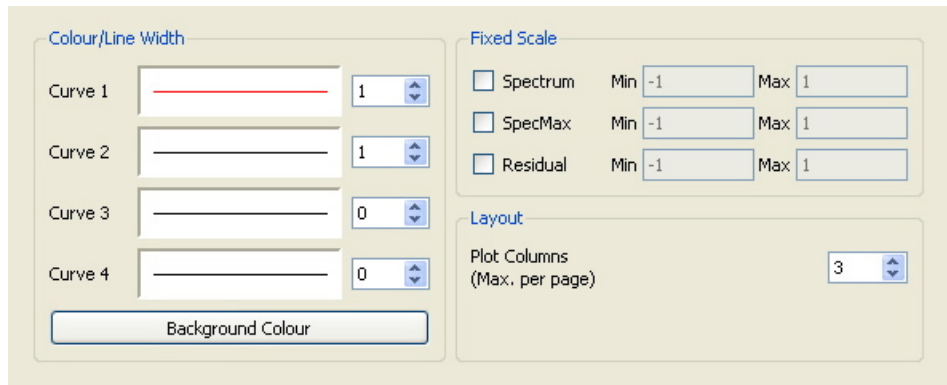 Colour/Line Width
Curve 1 1
Curve 2 1
Curve 3 0
Curve 4 0
Background Colour
Fixed Scale
Spectrum Min -1 Max 1
SpecMax Min -1 Max 1
Residual Min -1 Max 1
Layout
Plot Columns
(Max. per page) 3